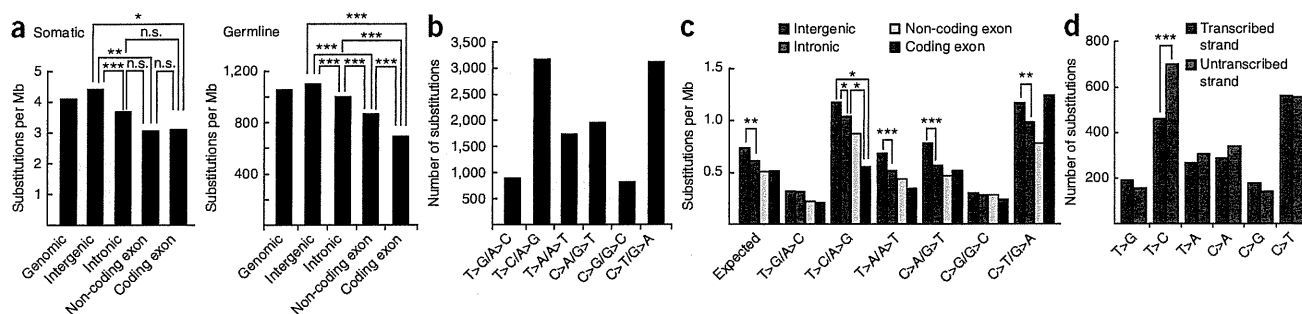 a
Somatic
*
n.s.
**
***
n.s.
n.s.
Substitutions per Mb
5
4
3
2
1
Genomic
Intergenic
Intronic
Non-coding exon
Coding exon
Germline
***
***
***
***
***
***
Substitutions per Mb
1,200
800
400
Genomic
Intergenic
Intronic
Non-coding exon
Coding exon
b
Number of substitutions
3,500
3,000
2,500
2,000
1,500
1,000
500
T>G/A>C
T>C/A>G
T>A/A>T
C>A/G>T
C>G/G>C
C>T/G>A
c
Intergenic
Intronic
Non-coding exon
Coding exon
Substitutions per Mb
1.5
1.0
0.5
**
*
*
*
***
***
**
Expected
T>G/A>C
T>C/A>G
T>A/A>T
C>A/G>T
C>G/G>C
C>T/G>A
d
Transcribed
strand
Untranscribed
strand
***
Number of substitutions
800
600
400
200
T>G
T>C
T>A
C>A
C>G
C>T